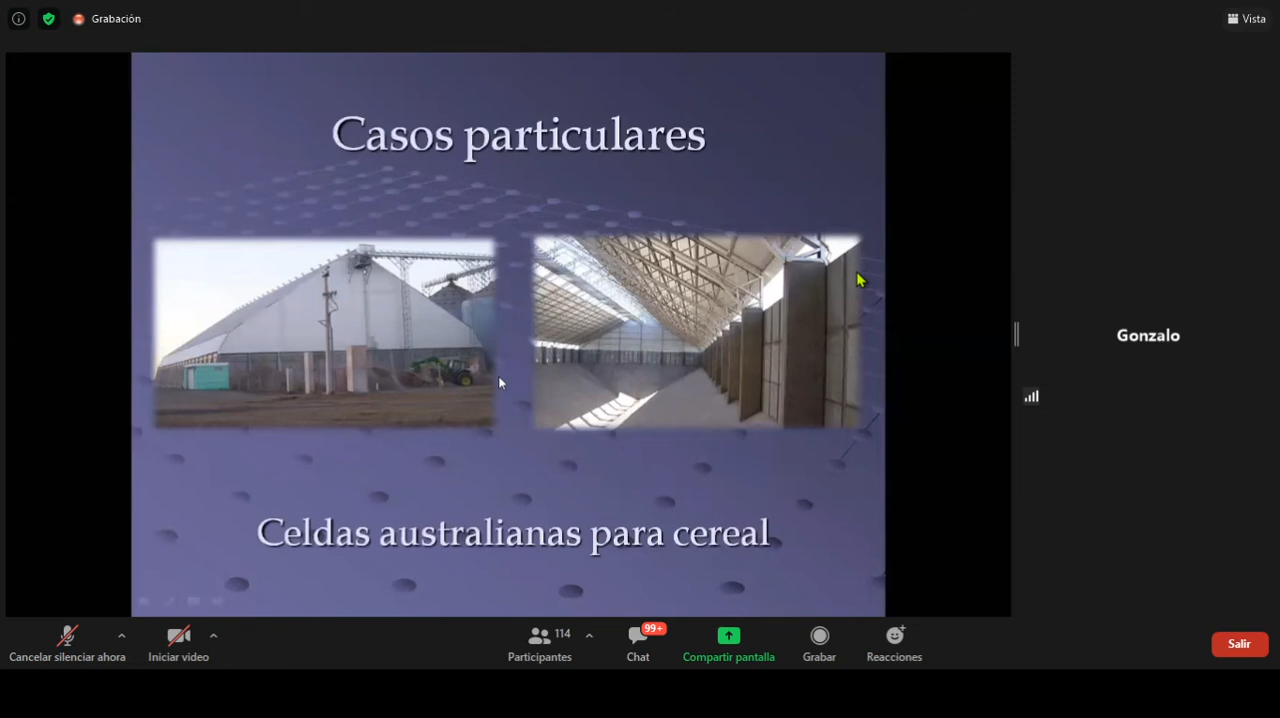 Grabación
Vista
Casos particulares
Gonzalo
Celdas australianas para cereal
114
99+
Cancelar silenciar ahora
Iniciar video
Participantes
Chat
Compartir pantalla
Grabar
Reacciones
Salir